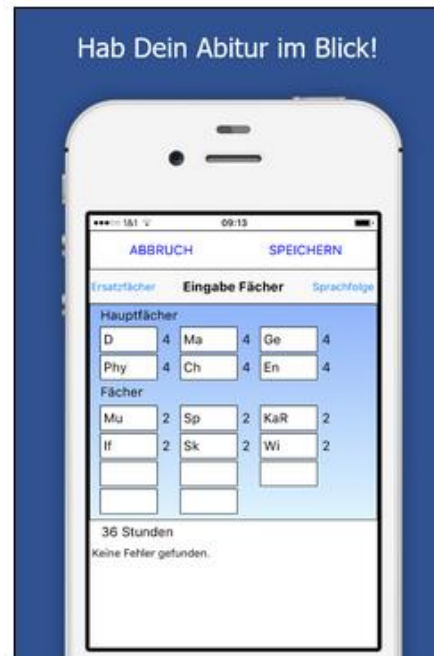 Hab Dein Abitur im Blick!
1&1 09:13
ABBRUCH SPEICHERN
Ersatzfächer Eingabe Fächer Sprachfolge
Hauptfächer
D 4 Ma 4 Ge 4
Phy 4 Ch 4 En 4
Fächer
Mu 2 Sp 2 KaR 2
If 2 Sk 2 Wi 2
36 Stunden
Keine Fehler gefunden.